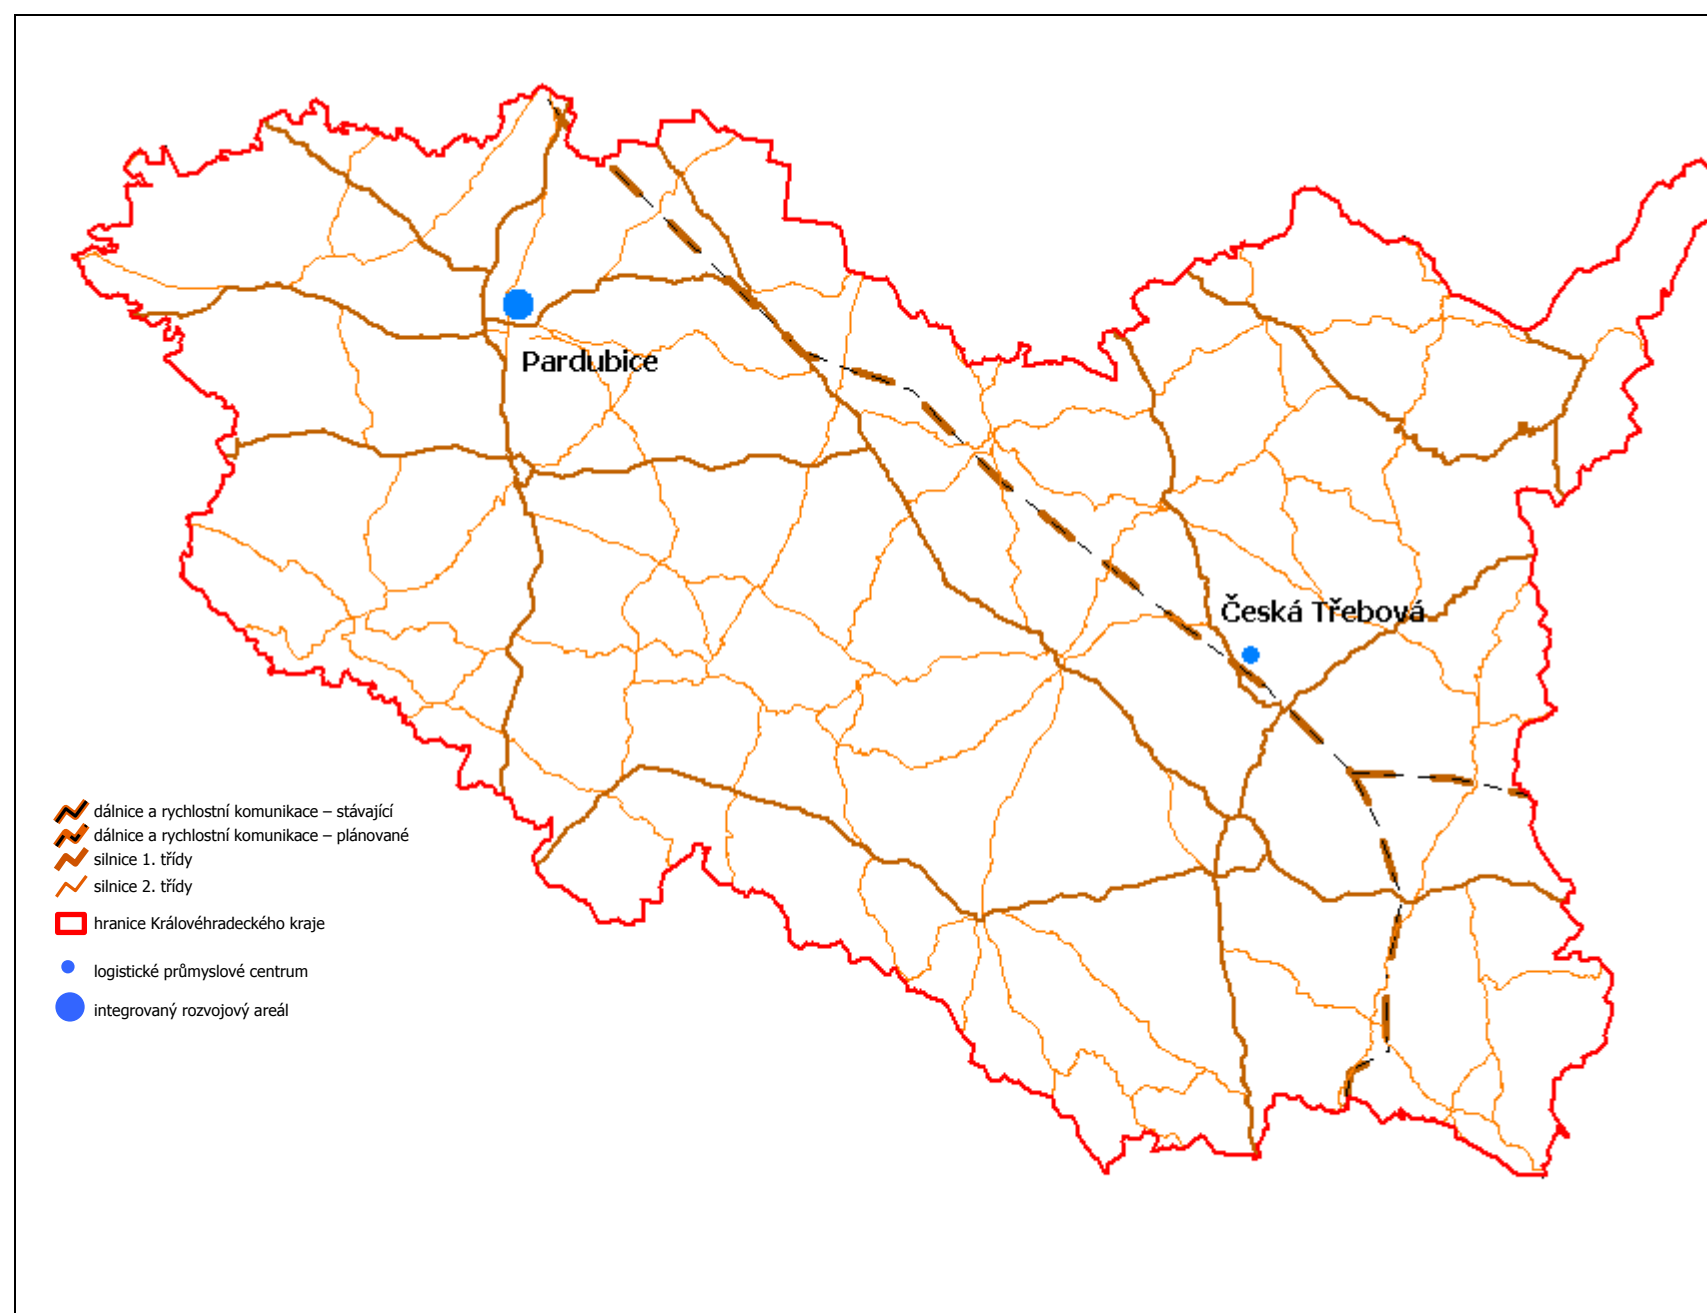 Pardubice
Česká Třebová
dálnice a rychlostní komunikace – stávající
dálnice a rychlostní komunikace – plánované
silnice 1. třídy
silnice 2. třídy
hranice Královéhradeckého kraje
logistické průmyslové centrum
integrovaný rozvojový areál